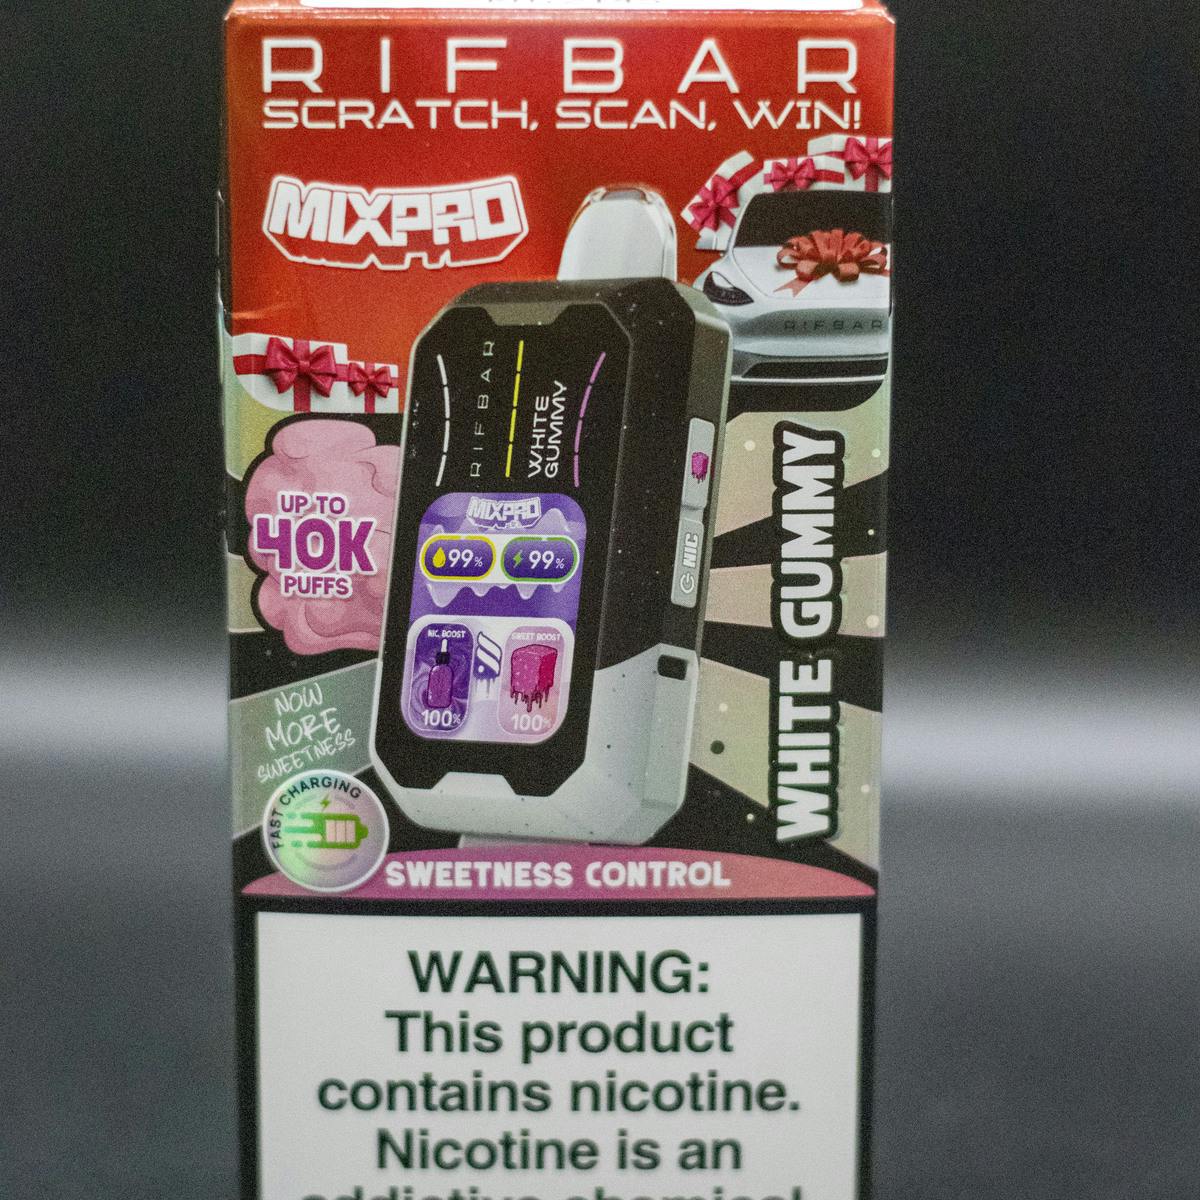 RIFBAR
SCRATCH, SCAN, WIN!
MIXPRO
RIFBAR
RIFBAR
WHITE
GUMMY
MIXPRO
99%
99%
NIC. BOOST
100%
SWEET BOOST
100%
NIC
UP TO
40K
PUFFS
WHITE GUMMY
NOW
MORE
SWEETNESS
FAST CHARGING
SWEETNESS CONTROL
WARNING:
This product
contains nicotine.
Nicotine is an
addictive chemical